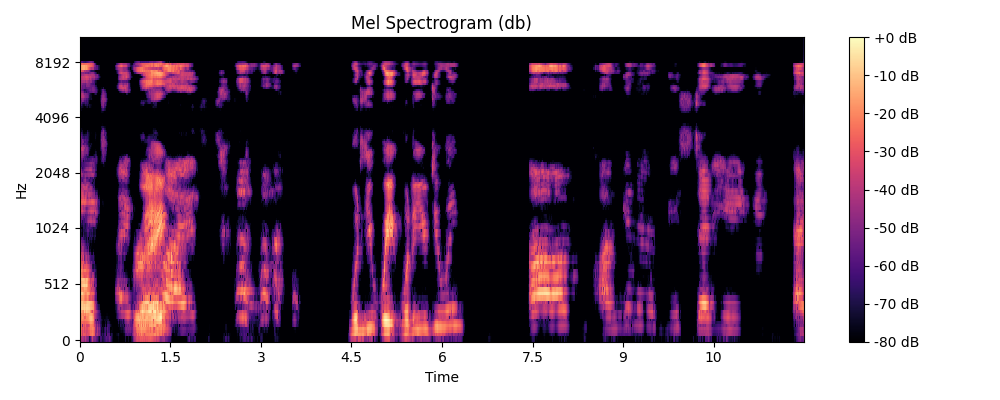 Mel Spectrogram (db)
Hz
8192
4096
2048
1024
512
0
0 1.5 3 4.5 6 7.5 9 10
Time
+0 dB
-10 dB
-20 dB
-30 dB
-40 dB
-50 dB
-60 dB
-70 dB
-80 dB